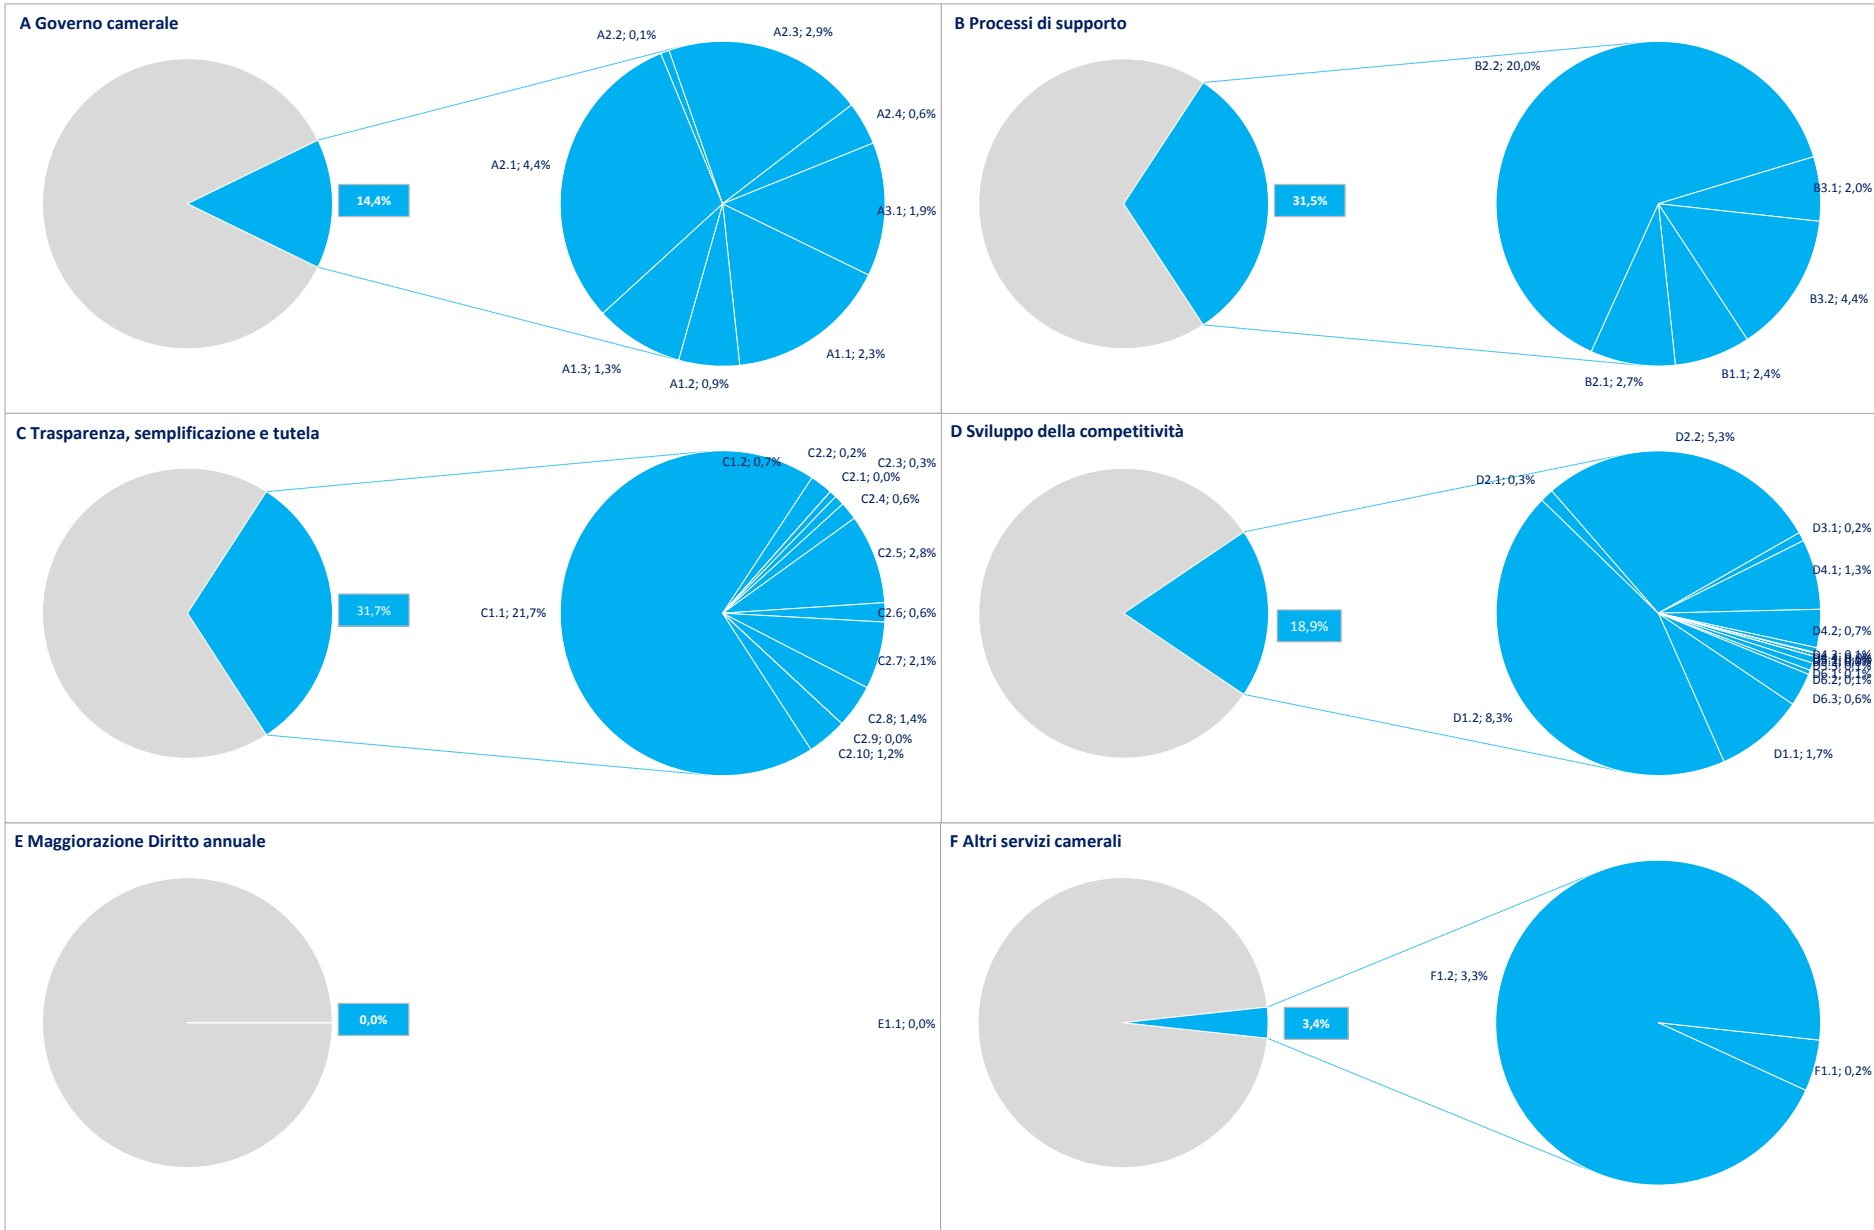 A Governo camerale
A2.2; 0,1%
A2.3; 2,9%
A2.4; 0,6%
A2.1; 4,4%
14,4%
A3.1; 1,9%
A1.1; 2,3%
A1.3; 1,3%
A1.2; 0,9%
B Processi di supporto
B2.2; 20,0%
B3.1; 2,0%
31,5%
B3.2; 4,4%
B1.1; 2,4%
B2.1; 2,7%
C Trasparenza, semplificazione e tutela
C1.2; 0,7%
C2.2; 0,2%
C2.3; 0,3%
C2.1; 0,0%
C2.4; 0,6%
C2.5; 2,8%
31,7%
C1.1; 21,7%
C2.6; 0,6%
C2.7; 2,1%
C2.8; 1,4%
C2.9; 0,0%
C2.10; 1,2%
D Sviluppo della competitività
D2.2; 5,3%
D2.1; 0,3%
D3.1; 0,2%
D4.1; 1,3%
18,9%
D4.2; 0,7%
D6.1; 0,1%
D6.2; 0,1%
D6.3; 0,6%
D1.2; 8,3%
D1.1; 1,7%
E Maggiorazione Diritto annuale
0,0%
E1.1; 0,0%
F Altri servizi camerali
F1.2; 3,3%
3,4%
F1.1; 0,2%